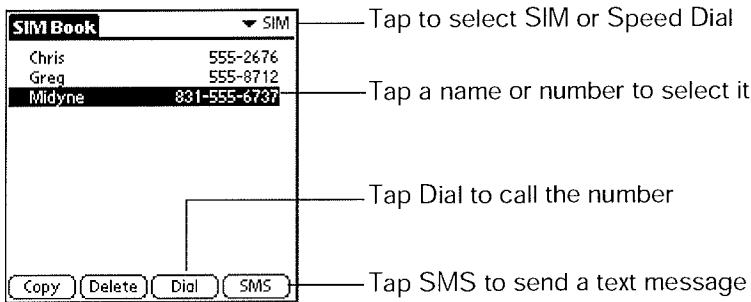 SIM Book SIM Tap to select SIM or Speed Dial
Chris 555-2676
Greg 555-8712
Midyne 831-555-6737 Tap a name or number to select it
Tap Dial to call the number
Copy Delete Dial SMS Tap SMS to send a text message